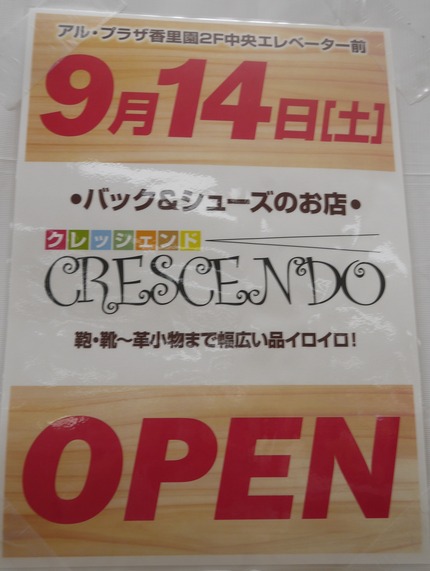 アル・プラザ香里園2F中央エレベーター前
9月14日[土]
•バック&シューズのお店•
クレッシェンド
CRESCENDO
鞄・靴～革小物まで幅広い品イロイロ!
OPEN